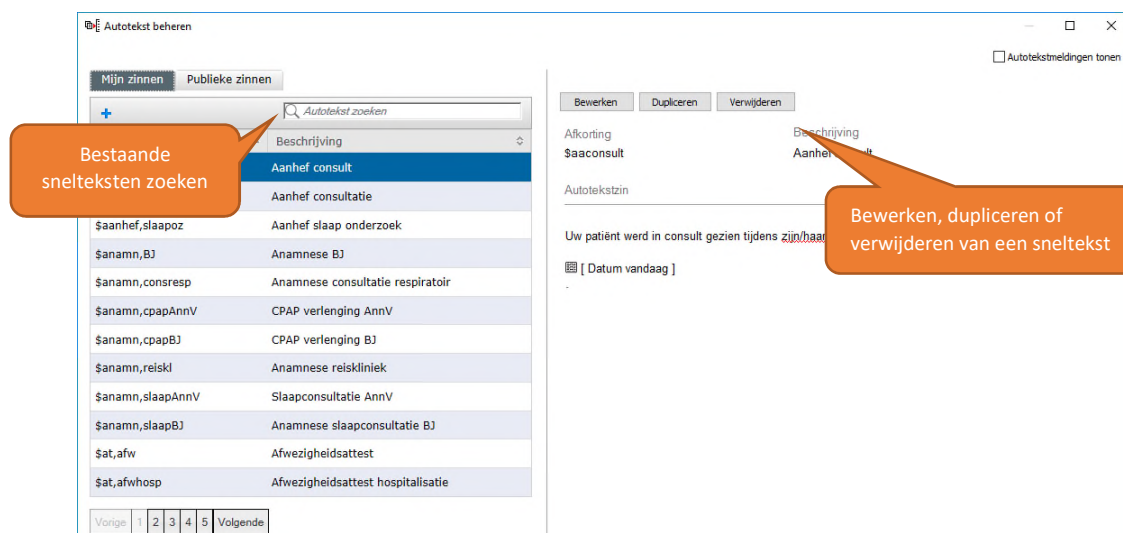 Autotekst beheren
Autotekstmeldingen tonen
Mijn zinnen Publieke zinnen
+ Autotekst zoeken
Beschrijving
Bestaande
snelteksten zoeken
Aanhef consult
Aanhef consultatie
$aanhef,slaapoz Aanhef slaap onderzoek
$anamn,BJ Anamnese BJ
$anamn,consresp Anamnese consultatie respiratoir
$anamn,cpapAnnV CPAP verlenging AnnV
$anamn,cpapBJ CPAP verlenging BJ
$anamn,reiskl Anamnese reiskliniek
$anamn,slaapAnnV Slaapconsultatie AnnV
$anamn,slaapBJ Anamnese slaapconsultatie BJ
$at,afw Afwezigheidsattest
$at,afwhosp Afwezigheidsattest hospitalisatie
Vorige 1 2 3 4 5 Volgende
Bewerken Dupliceren Verwijderen
Afkorting Beschrijving
$aaconsult Aanhef consult
Autotekstzin
Uw patiënt werd in consult gezien tijdens zijn/haar
[ Datum vandaag ]
Bewerken, dupliceren of
verwijderen van een sneltekst